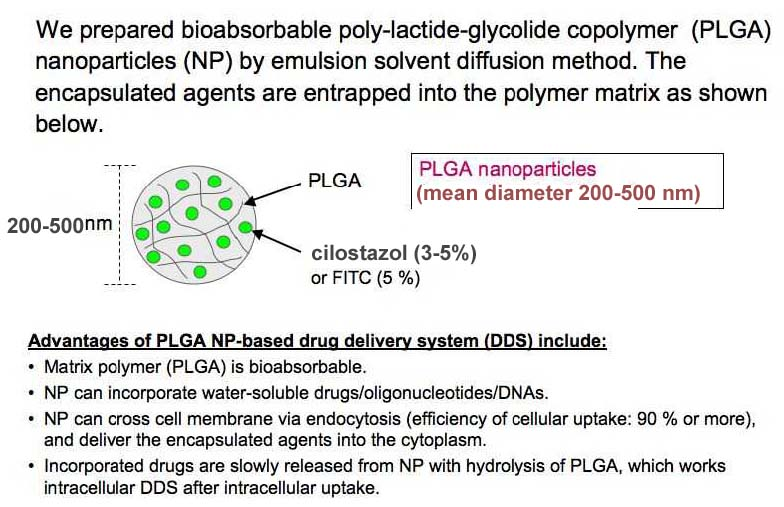 We prepared bioabsorbable poly-lactide-glycolide copolymer (PLGA)
nanoparticles (NP) by emulsion solvent diffusion method. The
encapsulated agents are entrapped into the polymer matrix as shown
below.
PLGA
PLGA nanoparticles
(mean diameter 200-500 nm)
200-500nm
cilostazol (3-5%)
or FITC (5 %)
Advantages of PLGA NP-based drug delivery system (DDS) include:
• Matrix polymer (PLGA) is bioabsorbable.
• NP can incorporate water-soluble drugs/oligonucleotides/DNAs.
• NP can cross cell membrane via endocytosis (efficiency of cellular uptake: 90 % or more),
and deliver the encapsulated agents into the cytoplasm.
• Incorporated drugs are slowly released from NP with hydrolysis of PLGA, which works
intracellular DDS after intracellular uptake.